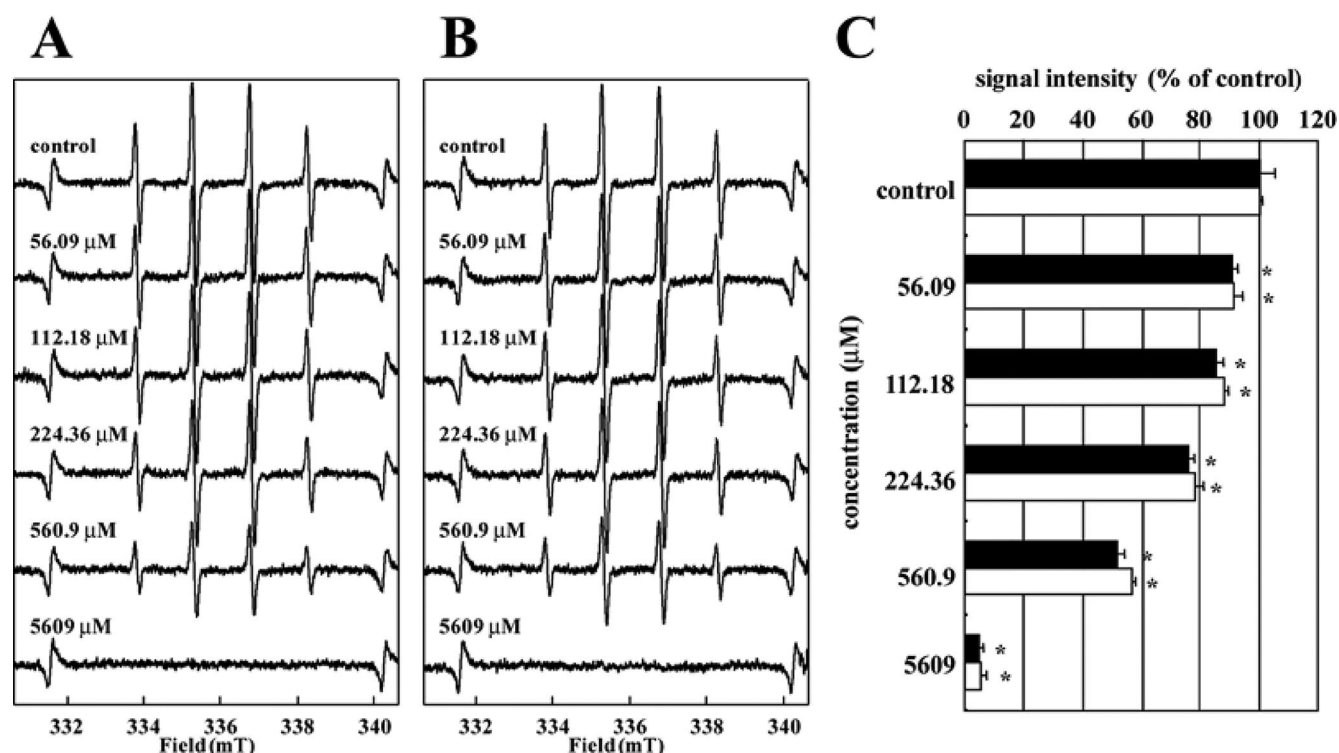 A
control
56.09 μM
112.18 μM
224.36 μM
560.9 μM
5609 μM
332 334 336 338 340
Field (mT)
B
control
56.09 μM
112.18 μM
224.36 μM
560.9 μM
5609 μM
332 334 336 338 340
Field (mT)
C
signal intensity (% of control)
0 20 40 60 80 100 120
concentration (μM)
control
56.09
*
*
112.18
*
*
224.36
*
*
560.9
*
*
5609
*
*